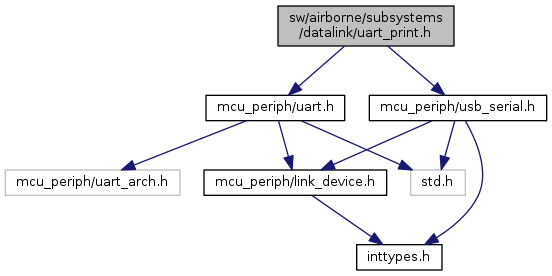 sw/airborne/subsystems
/datalink/uart_print.h
mcu_periph/uart.h
mcu_periph/usb_serial.h
mcu_periph/uart_arch.h
mcu_periph/link_device.h
std.h
inttypes.h